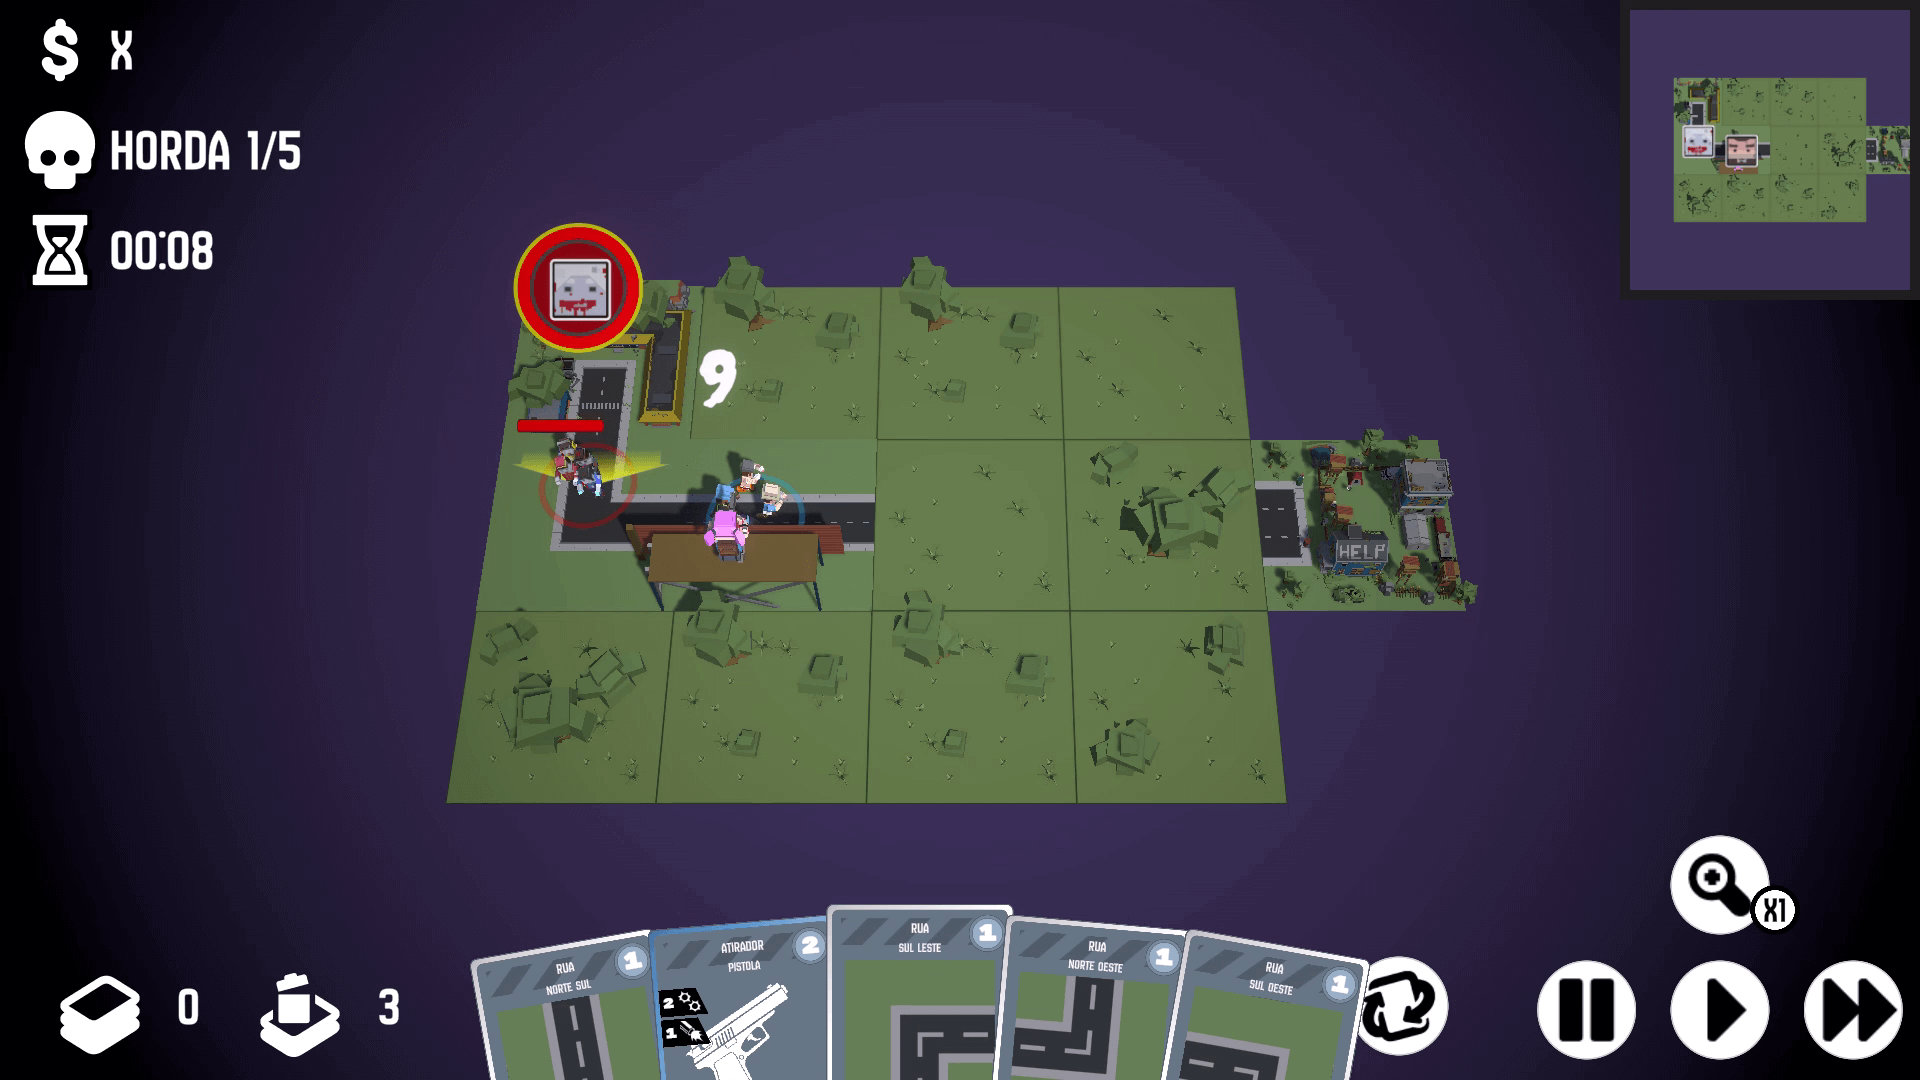 $ X
HORDA 1/5
00:08
9
HELP
X1
0
3
RUA
NORTE SUL
1
ATIRADOR
PISTOLA
2
2
1
RUA
SUL LESTE
1
RUA
NORTE OESTE
1
RUA
SUL OESTE
1